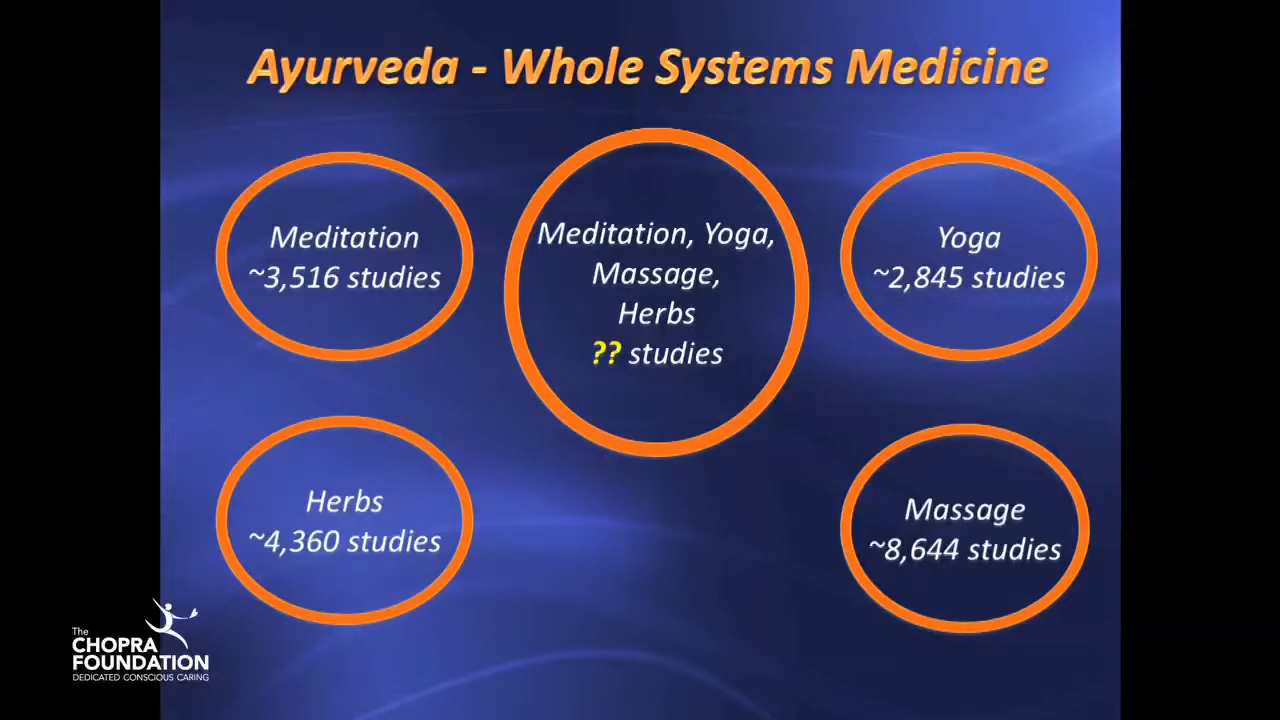 Ayurveda - Whole Systems Medicine
Meditation
~3,516 studies
Meditation, Yoga,
Massage,
Herbs
?? studies
Yoga
~2,845 studies
Herbs
~4,360 studies
Massage
~8,644 studies
The
CHOPRA
FOUNDATION
DEDICATED CONSCIOUS CARING